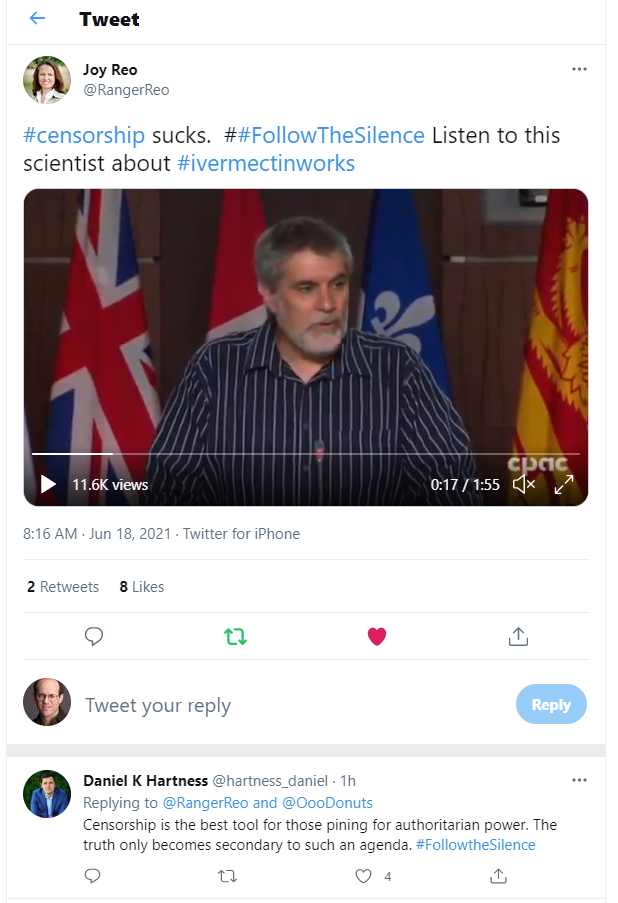 Tweet
Joy Reo
@RangerReo
#censorship sucks. ##FollowTheSilence Listen to this
scientist about #ivermectinworks
cpac
11.6K views
0:17 / 1:55
8:16 AM · Jun 18, 2021 · Twitter for iPhone
2 Retweets 8 Likes
Tweet your reply
Reply
Daniel K Hartness @hartness_daniel · 1h
Replying to @RangerReo and @OooDonuts
Censorship is the best tool for those pining for authoritarian power. The
truth only becomes secondary to such an agenda. #FollowtheSilence
4